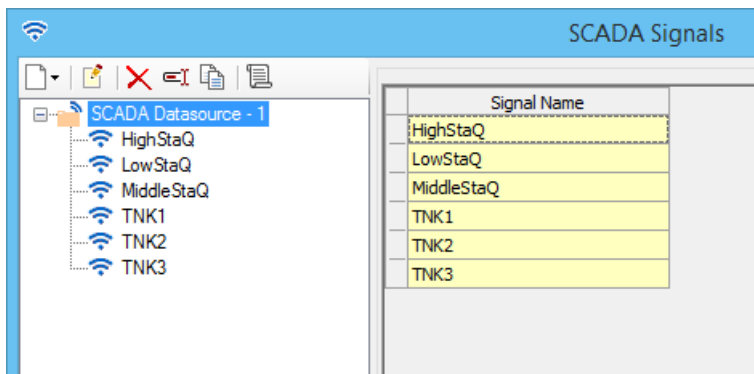 SCADA Signals
SCADA Datasource - 1
HighStaQ
LowStaQ
MiddleStaQ
TNK1
TNK2
TNK3
Signal Name
HighStaQ
LowStaQ
MiddleStaQ
TNK1
TNK2
TNK3